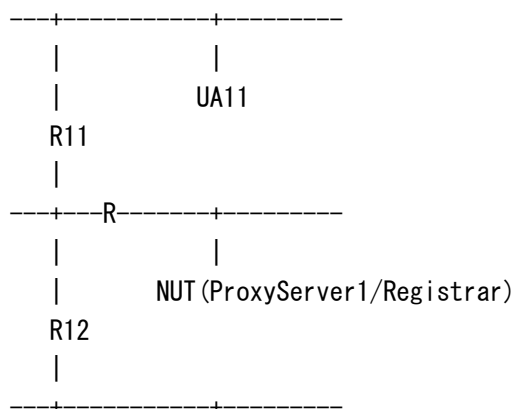 ---+-----------+---------
|           |
|         UA11
R11
|
---+---R-------+---------
|           |
|      NUT(ProxyServer1/Registrar)
R12
|
---+-----------+---------